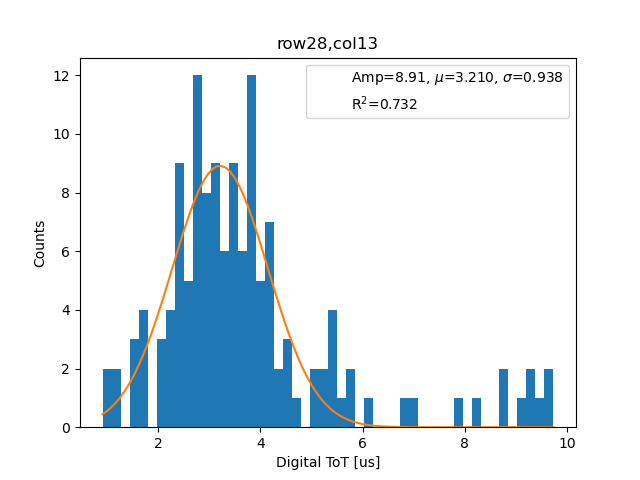 row28,col13
Amp=8.91, μ=3.210, σ=0.938
R²=0.732
12
10
8
6
4
2
0
Counts
2 4 6 8 10
Digital ToT [us]